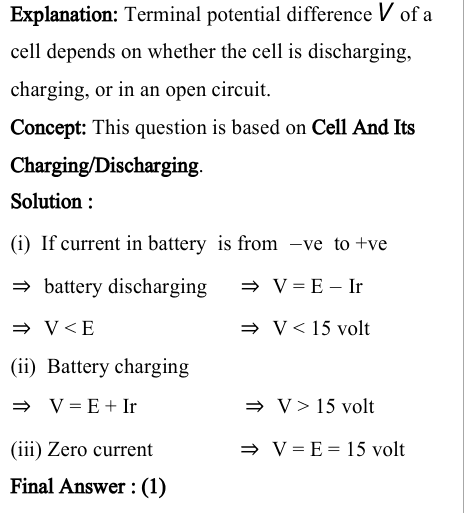 Explanation: Terminal potential difference V of a
cell depends on whether the cell is discharging,
charging, or in an open circuit.
Concept: This question is based on Cell And Its
Charging/Discharging.
Solution :
(i) If current in battery is from −ve to +ve
⇒ battery discharging ⇒ V = E – Ir
⇒ V < E ⇒ V < 15 volt
(ii) Battery charging
⇒ V = E + Ir ⇒ V > 15 volt
(iii) Zero current ⇒ V = E = 15 volt
Final Answer : (1)